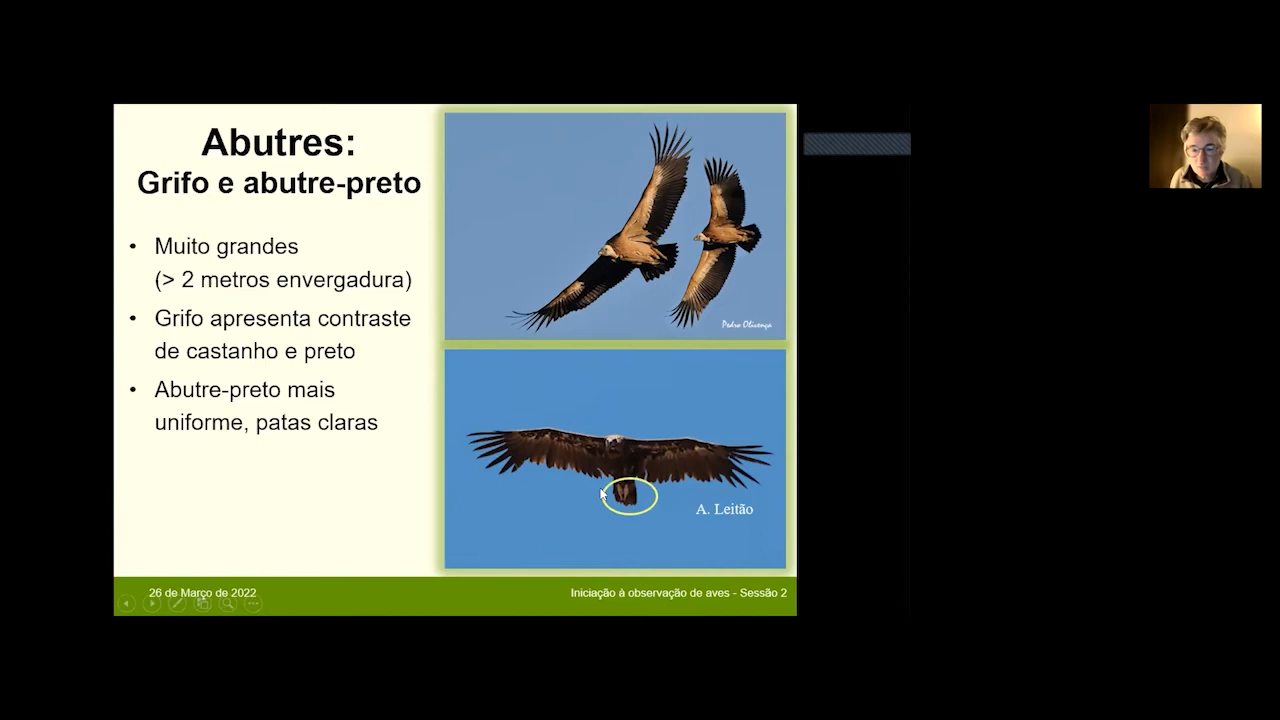 Abutres:
Grifo e abutre-preto
• Muito grandes
(> 2 metros envergadura)
• Grifo apresenta contraste
de castanho e preto
• Abutre-preto mais
uniforme, patas claras
Pedro Olivença
A. Leitão
26 de Março de 2022
Iniciação à observação de aves - Sessão 2